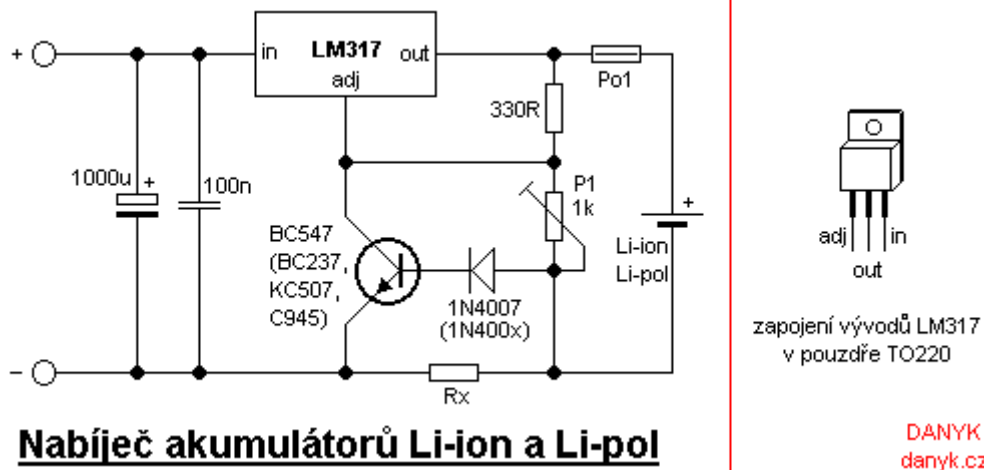 +
in
LM317
out
adj
Po1
330R
1000u
+
100n
P1
1k
+
Li-ion
Li-pol
BC547
(BC237,
KC507,
C945)
1N4007
(1N400x)
−
Rx
Nabíječ akumulátorů Li-ion a Li-pol
adj
in
out
zapojení vývodů LM317
v pouzdře TO220
DANYK
danyk.cz